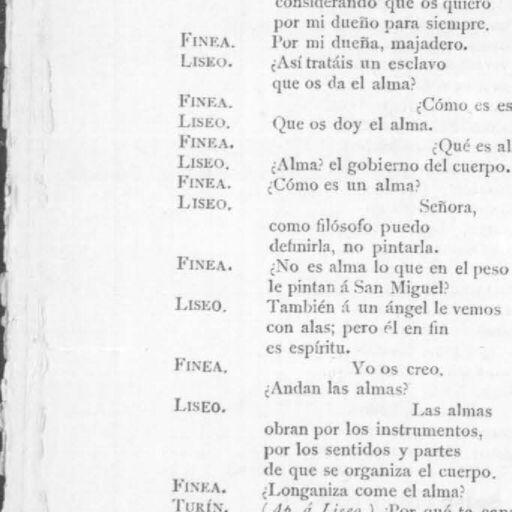 considerando que os quiero
por mi dueño para siempre.
FINEA. Por mi dueña, majadero.
LISEO. ¿Así tratáis un esclavo
que os da el alma?
FINEA. ¿Cómo es es
LISEO. Que os doy el alma.
FINEA. ¿Qué es al
LISEO. ¿Alma? el gobierno del cuerpo.
FINEA. ¿Cómo es un alma?
LISEO. Señora,
como filósofo puedo
definirla, no pintarla.
FINEA. ¿No es alma lo que en el peso
le pintan á San Miguel?
LISEO. También á un ángel le vemos
con alas; pero él en fin
es espíritu.
FINEA. Yo os creo.
¿Andan las almas?
LISEO. Las almas
obran por los instrumentos,
por los sentidos y partes
de que se organiza el cuerpo.
FINEA. ¿Longaniza come el alma?
TURÍN. (Ap. á Liseo.) ¿Por qué te